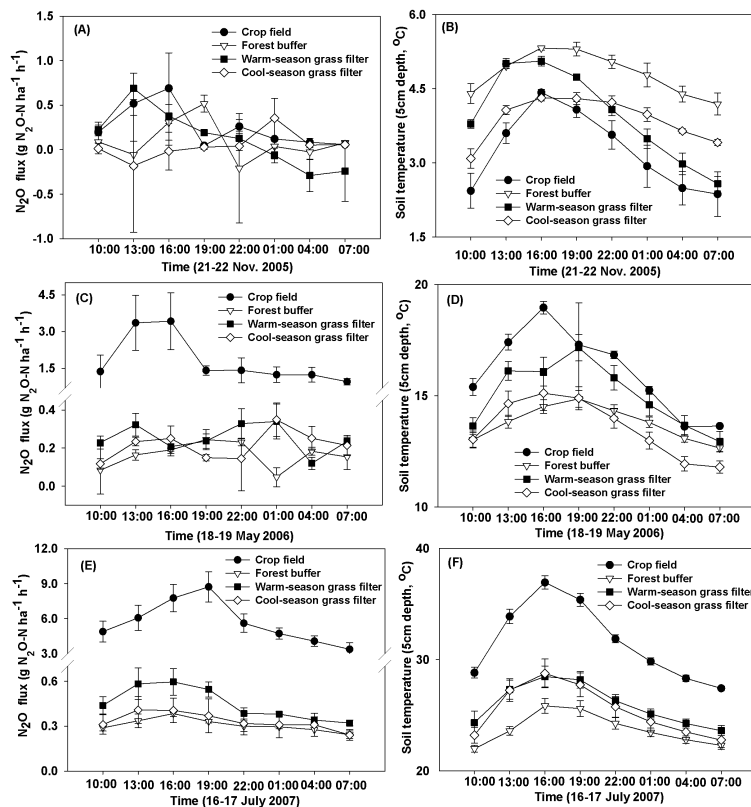 (A)
Crop field
Forest buffer
Warm-season grass filter
Cool-season grass filter
N2O flux (g N2O-N ha-1 h-1)
1.5
1.0
0.5
0.0
-0.5
-1.0
10:00 13:00 16:00 19:00 22:00 01:00 04:00 07:00
Time (21-22 Nov. 2005)
(B)
Crop field
Forest buffer
Warm-season grass filter
Cool-season grass filter
Soil temperature (5cm depth, oC)
6.0
4.5
3.0
1.5
10:00 13:00 16:00 19:00 22:00 01:00 04:00 07:00
Time (21-22 Nov. 2005)
(C)
Crop field
Forest buffer
Warm-season grass filter
Cool-season grass filter
N2O flux (g N2O-N ha-1 h-1)
4.5
3.0
1.5
0.4
0.2
0.0
10:00 13:00 16:00 19:00 22:00 01:00 04:00 07:00
Time (18-19 May 2006)
(D)
Crop field
Forest buffer
Warm-season grass filter
Cool-season grass filter
Soil temperature (5cm depth, oC)
20
15
10
10:00 13:00 16:00 19:00 22:00 01:00 04:00 07:00
Time (18-19 May 2006)
(E)
Crop field
Forest buffer
Warm-season grass filter
Cool-season grass filter
N2O flux (g N2O-N ha-1 h-1)
12.0
9.0
6.0
3.0
0.6
0.3
0.0
10:00 13:00 16:00 19:00 22:00 01:00 04:00 07:00
Time (16-17 July 2007)
(F)
Crop field
Forest buffer
Warm-season grass filter
Cool-season grass filter
Soil temperature (5cm depth, oC)
40
30
20
10:00 13:00 16:00 19:00 22:00 01:00 04:00 07:00
Time (16-17 July 2007)